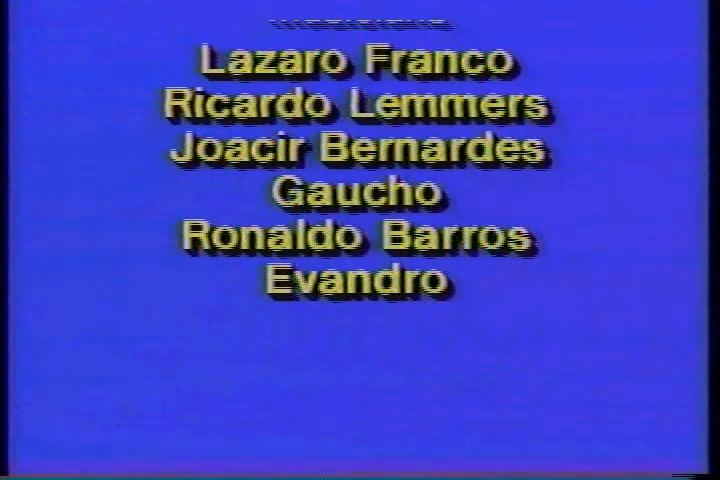 Lazaro Franco
Ricardo Lemmers
Joacir Bernardes
Gaucho
Ronaldo Barros
Evandro